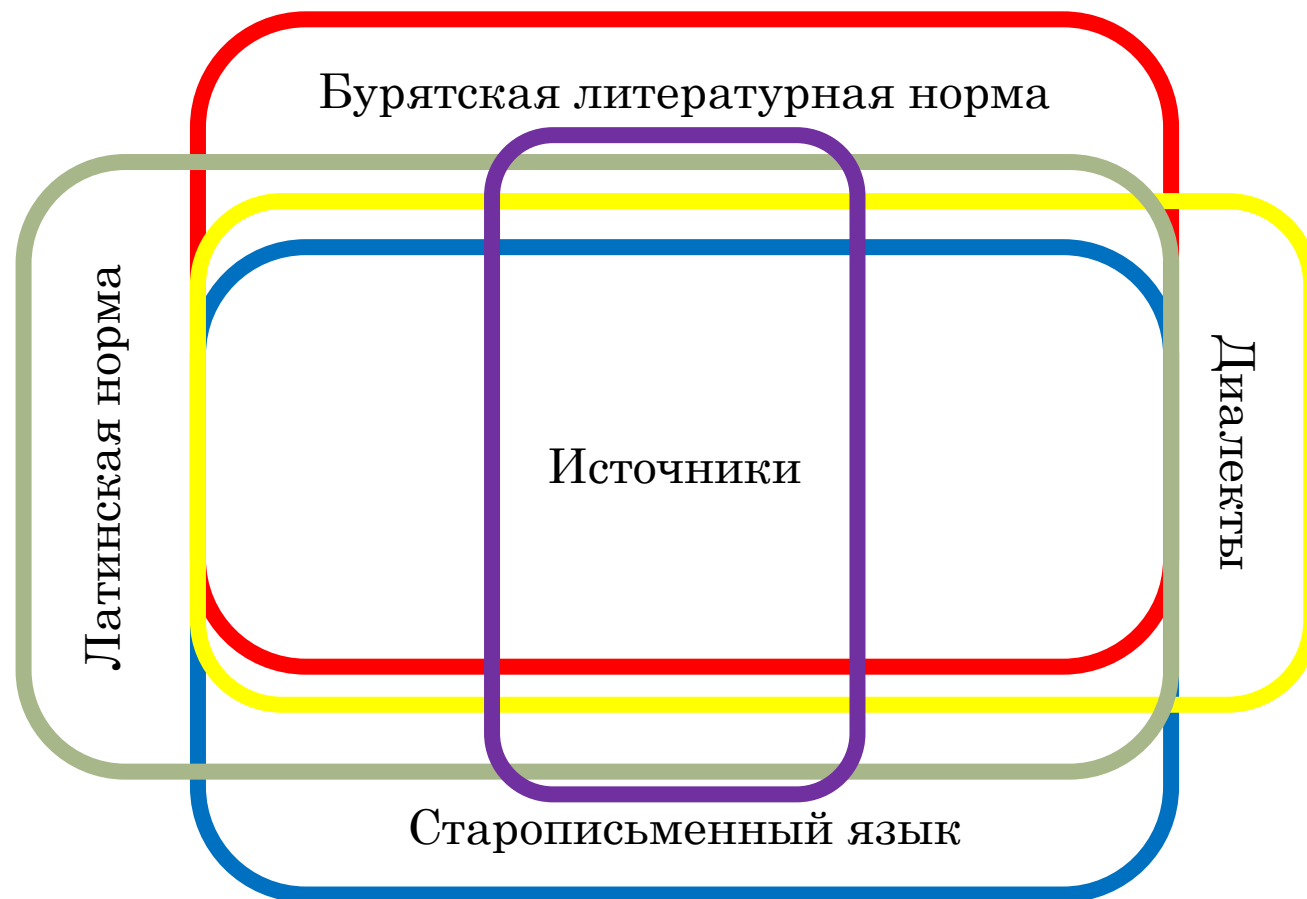 Бурятская литературная норма
Латинская норма
Источники
Диалекты
Старописьменный язык